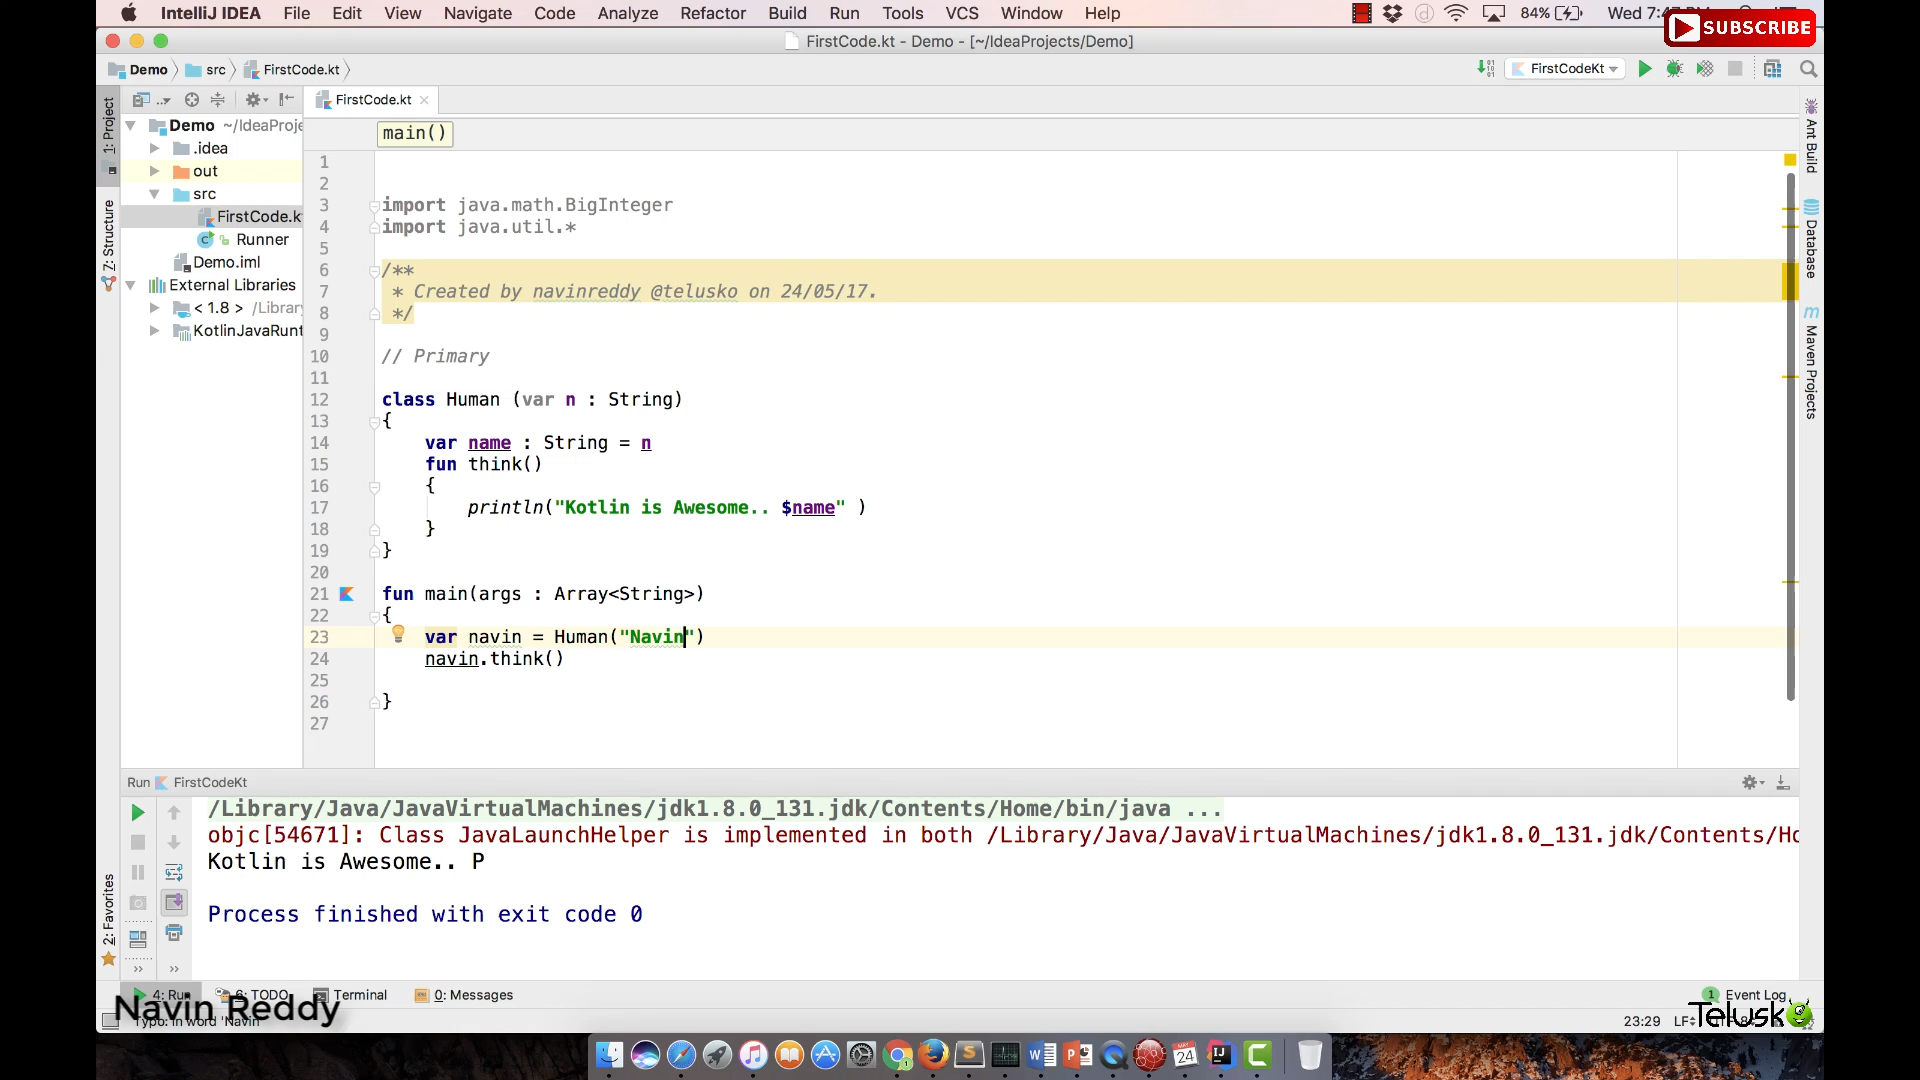 IntelliJ IDEA File Edit View Navigate Code Analyze Refactor Build Run Tools VCS Window Help 84% Wed
SUBSCRIBE
FirstCode.kt - Demo - [~/IdeaProjects/Demo]
Demo src FirstCode.kt FirstCodeKt
1: Project
Z: Structure
2: Favorites
Demo ~/IdeaProje
.idea
out
src
FirstCode.k
Runner
Demo.iml
External Libraries
< 1.8 > /Library
KotlinJavaRunt
FirstCode.kt
main()
1
2
3 import java.math.BigInteger
4 import java.util.*
5
6 /**
7 * Created by navinreddy @telusko on 24/05/17.
8 */
9
10 // Primary
11
12 class Human (var n : String)
13 {
14 var name : String = n
15 fun think()
16 {
17 println("Kotlin is Awesome.. $name" )
18 }
19 }
20
21 fun main(args : Array<String>)
22 {
23 var navin = Human("Navin")
24 navin.think()
25
26 }
27
Ant Build
Database
Maven Projects
Run FirstCodeKt
/Library/Java/JavaVirtualMachines/jdk1.8.0_131.jdk/Contents/Home/bin/java ...
objc[54671]: Class JavaLaunchHelper is implemented in both /Library/Java/JavaVirtualMachines/jdk1.8.0_131.jdk/Contents/Ho
Kotlin is Awesome.. P
Process finished with exit code 0
4: Run 6: TODO Terminal 0: Messages 1 Event Log
Navin Reddy
Typo: In word 'Navin'
23:29 LF
Telusko
MAY 24